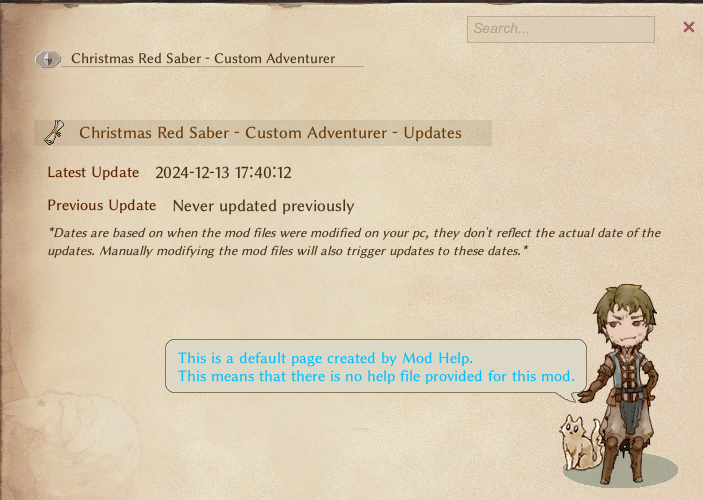 Search...
Christmas Red Saber - Custom Adventurer
Christmas Red Saber - Custom Adventurer - Updates
Latest Update 2024-12-13 17:40:12
Previous Update Never updated previously
*Dates are based on when the mod files were modified on your pc, they don't reflect the actual date of the
updates. Manually modifying the mod files will also trigger updates to these dates.*
This is a default page created by Mod Help.
This means that there is no help file provided for this mod.